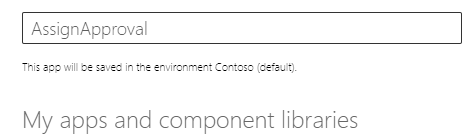 AssignApproval
This app will be saved in the environment Contoso (default).
My apps and component libraries